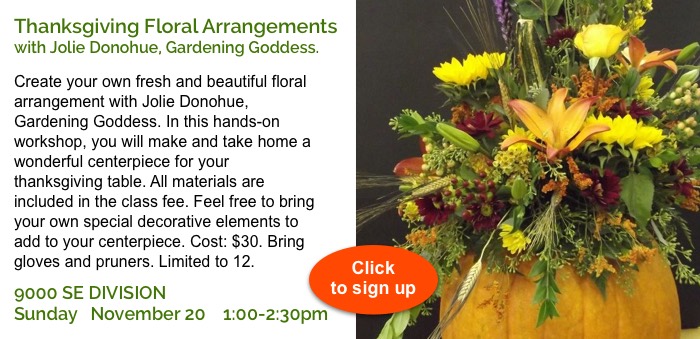 Thanksgiving Floral Arrangements
with Jolie Donohue, Gardening Goddess.
Create your own fresh and beautiful floral
arrangement with Jolie Donohue,
Gardening Goddess. In this hands-on
workshop, you will make and take home a
wonderful centerpiece for your
thanksgiving table. All materials are
included in the class fee. Feel free to bring
your own special decorative elements to
add to your centerpiece. Cost: $30. Bring
gloves and pruners. Limited to 12.
9000 SE DIVISION
Sunday November 20 1:00-2:30pm
Click
to sign up